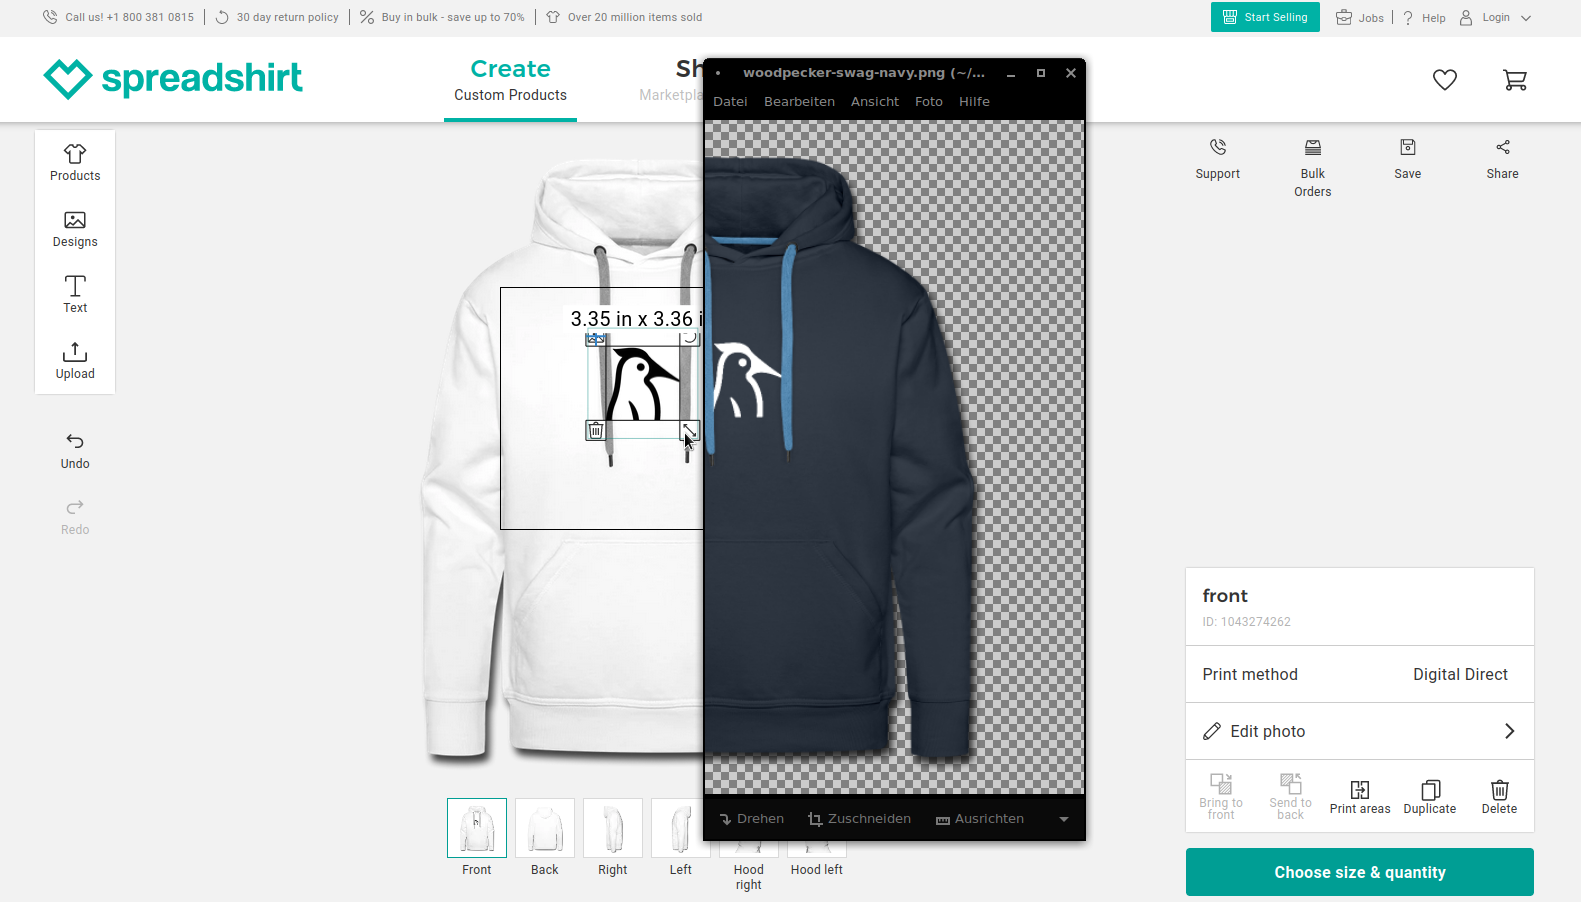 Call us! +1 800 381 0815
30 day return policy
Buy in bulk - save up to 70%
Over 20 million items sold
Start Selling
Jobs
Help
Login
spreadshirt
Create
Custom Products
Sh
Marketpla
woodpecker-swag-navy.png (~/...
Datei Bearbeiten Ansicht Foto Hilfe
Products
Designs
Text
Upload
Undo
Redo
3.35 in x 3.36 i
Support
Bulk
Orders
Save
Share
front
ID: 1043274262
Print method Digital Direct
Edit photo
Bring to
front
Send to
back
Print areas
Duplicate
Delete
Drehen Zuschneiden Ausrichten
Front
Back
Right
Left
Hood
right
Hood left
Choose size & quantity